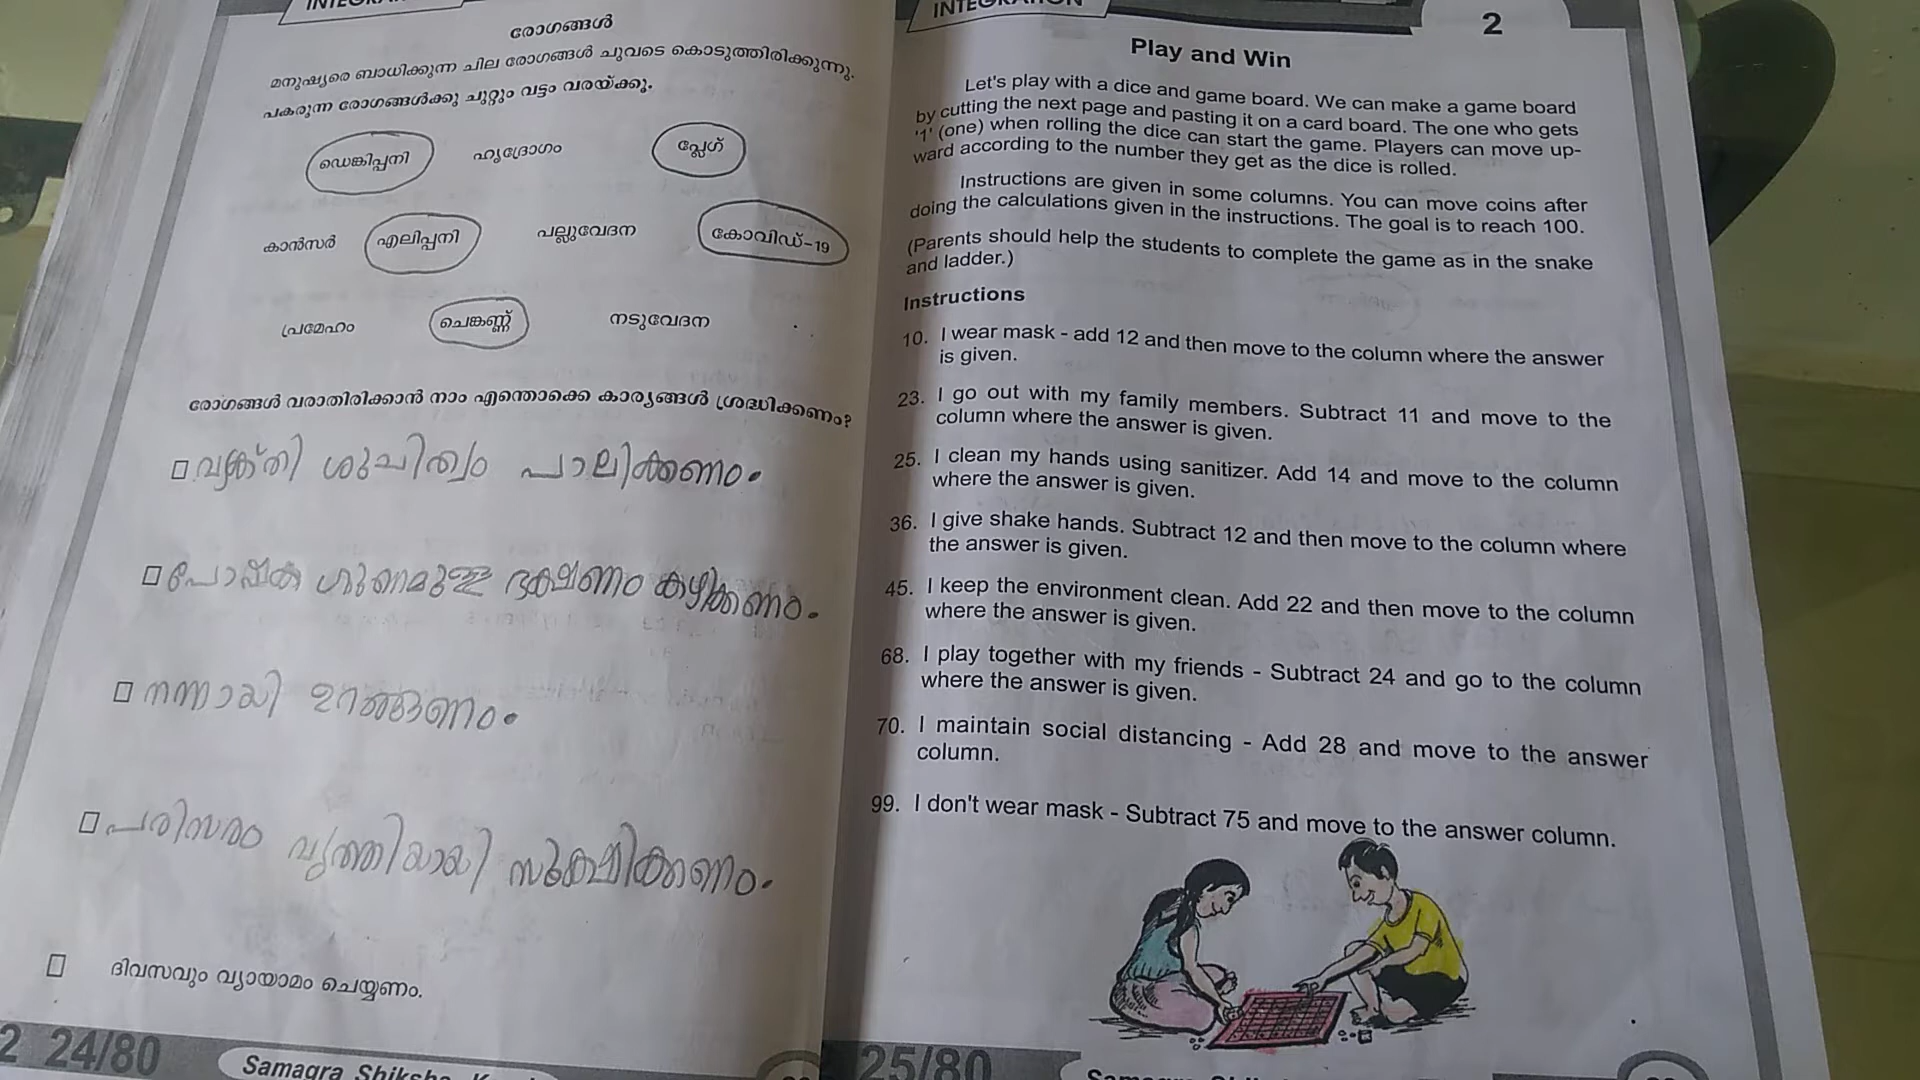 രോഗങ്ങൾ
മനുഷ്യരെ ബാധിക്കുന്ന ചില രോഗങ്ങൾ ചുവടെ കൊടുത്തിരിക്കുന്നു.
പകരുന്ന രോഗങ്ങൾക്കു ചുറ്റും വട്ടം വരയ്ക്കൂ.
ഡെങ്കിപ്പനി ഹൃദ്രോഗം പ്ലേഗ്
കാൻസർ എലിപ്പനി പല്ലുവേദന കോവിഡ്-19
പ്രമേഹം ചെങ്കണ്ണ് നടുവേദന
രോഗങ്ങൾ വരാതിരിക്കാൻ നാം എന്തൊക്കെ കാര്യങ്ങൾ ശ്രദ്ധിക്കണം?
വ്യക്തി ശുചിത്വം പാലിക്കണം.
പോഷക ഗുണമുള്ള ഭക്ഷണം കഴിക്കണം.
നന്നായി ഉറങ്ങണം.
പരിസരം വൃത്തിയായി സൂക്ഷിക്കണം.
ദിവസവും വ്യായാമം ചെയ്യണം.
2 24/80
Samagra Shiksha
INTEGRATION
2
Play and Win
Let's play with a dice and game board. We can make a game board
by cutting the next page and pasting it on a card board. The one who gets
'1' (one) when rolling the dice can start the game. Players can move up-
ward according to the number they get as the dice is rolled.
Instructions are given in some columns. You can move coins after
doing the calculations given in the instructions. The goal is to reach 100.
(Parents should help the students to complete the game as in the snake
and ladder.)
Instructions
10. I wear mask - add 12 and then move to the column where the answer
is given.
23. I go out with my family members. Subtract 11 and move to the
column where the answer is given.
25. I clean my hands using sanitizer. Add 14 and move to the column
where the answer is given.
36. I give shake hands. Subtract 12 and then move to the column where
the answer is given.
45. I keep the environment clean. Add 22 and then move to the column
where the answer is given.
68. I play together with my friends - Subtract 24 and go to the column
where the answer is given.
70. I maintain social distancing - Add 28 and move to the answer
column.
99. I don't wear mask - Subtract 75 and move to the answer column.
25/80